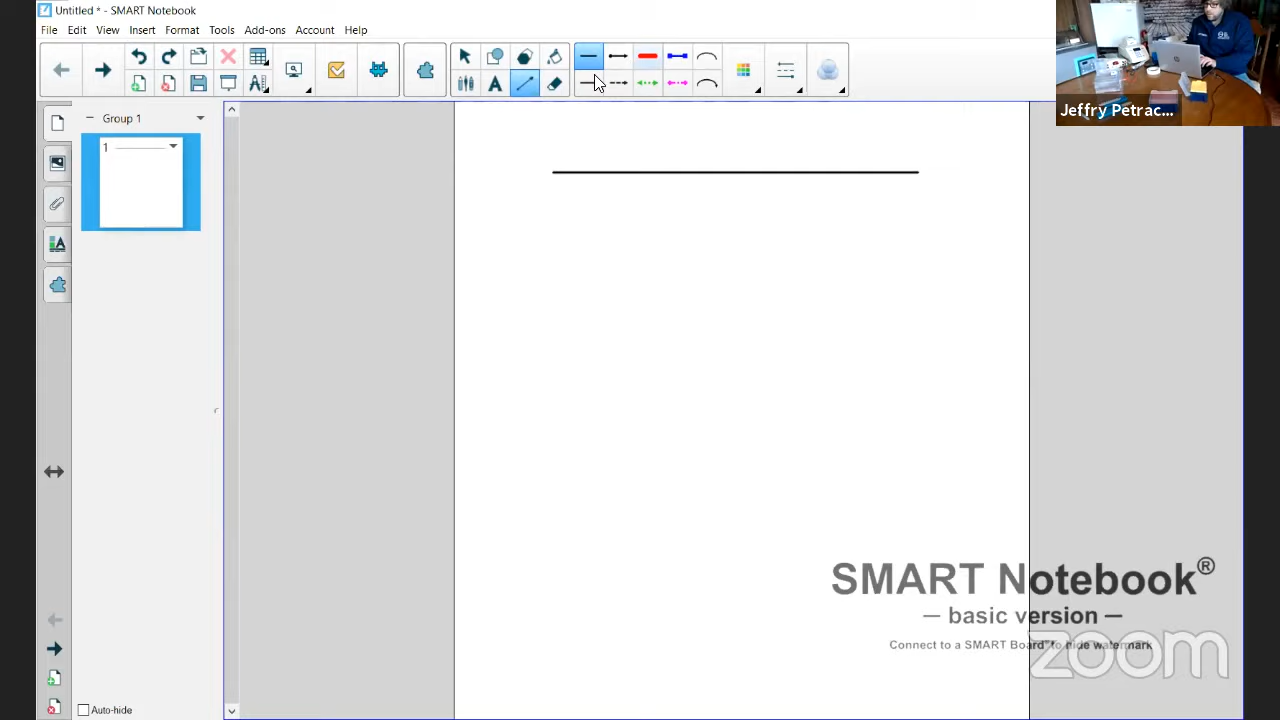 Untitled * - SMART Notebook
File Edit View Insert Format Tools Add-ons Account Help
Jeffry Petrac...
Group 1
1
SMART Notebook®
— basic version —
Connect to a SMART Board to hide watermark
zoom
Auto-hide